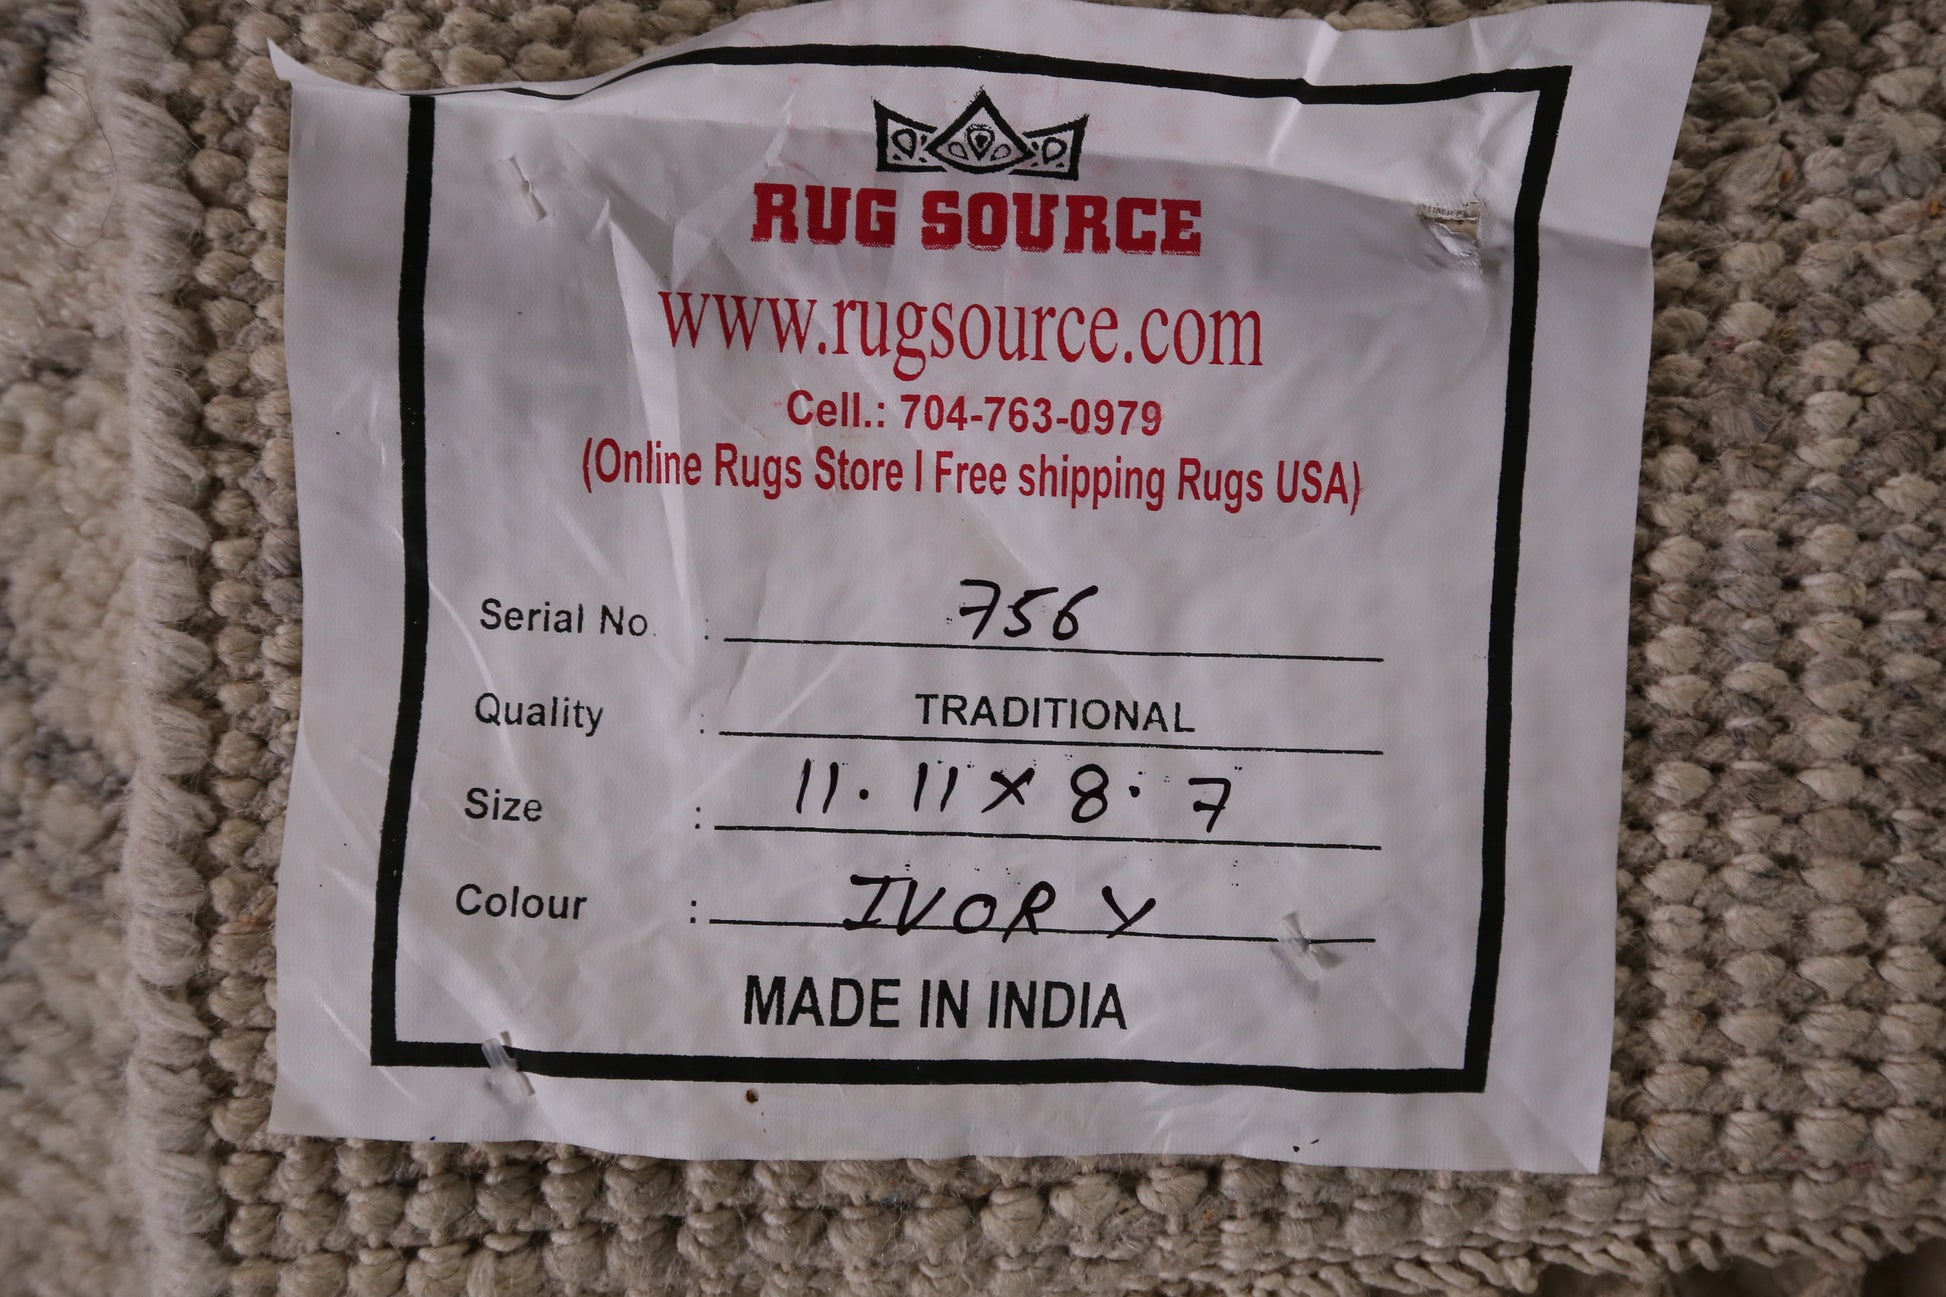 RUG SOURCE
www.rugsource.com
Cell.: 704-763-0979
(Online Rugs Store I Free shipping Rugs USA)
Serial No. : 756
Quality : TRADITIONAL
Size : 11.11 X 8.7
Colour : IVORY
MADE IN INDIA